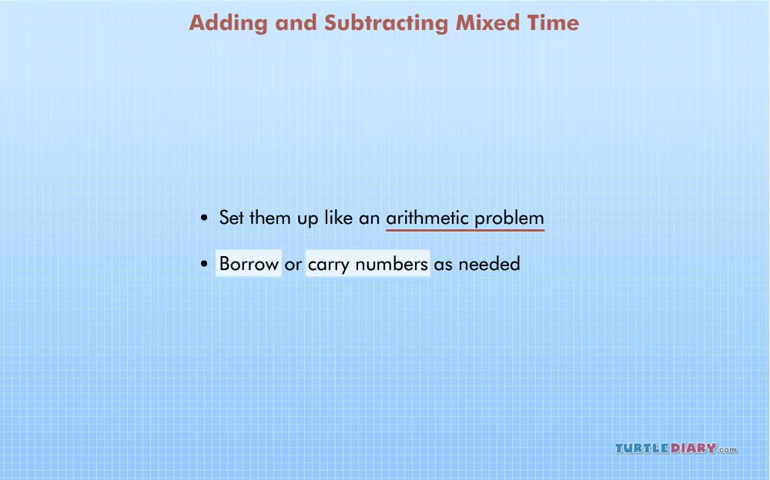 Adding and Subtracting Mixed Time
• Set them up like an arithmetic problem
• Borrow or carry numbers as needed
TURTLEDIARY.com